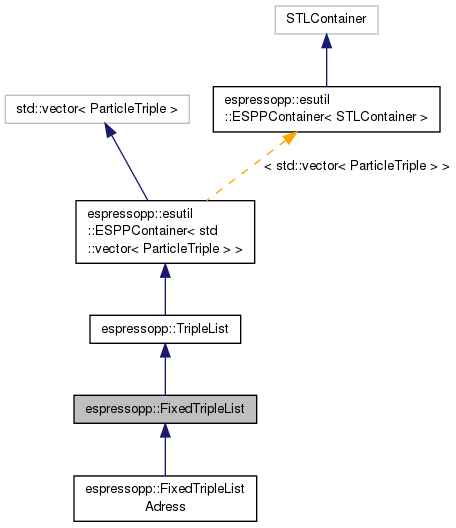 STLContainer
espressopp::esutil
::ESPPContainer< STLContainer >
std::vector< ParticleTriple >
< std::vector< ParticleTriple > >
espressopp::esutil
::ESPPContainer< std
::vector< ParticleTriple > >
espressopp::TripleList
espressopp::FixedTripleList
espressopp::FixedTripleList
Adress